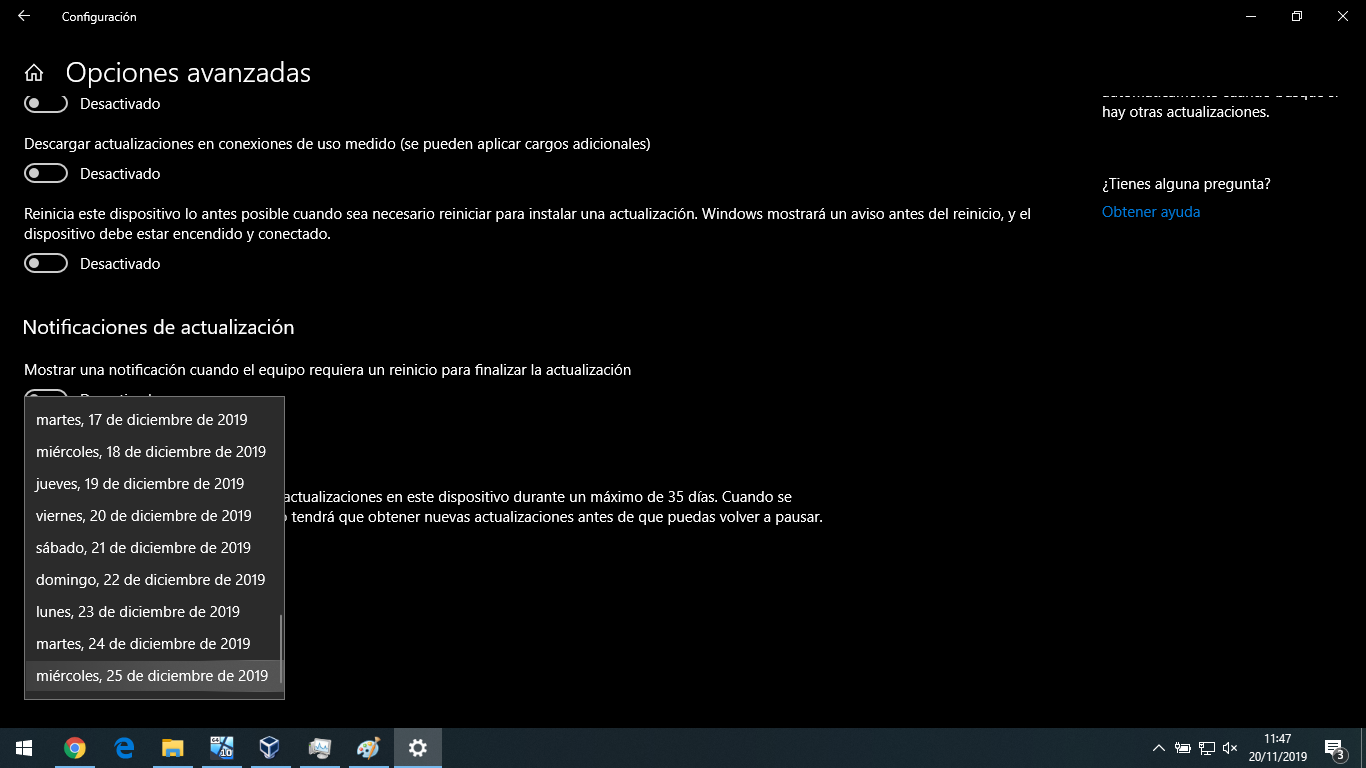 Configuración
Opciones avanzadas
Desactivado
Descargar actualizaciones en conexiones de uso medido (se pueden aplicar cargos adicionales)
Desactivado
Reinicia este dispositivo lo antes posible cuando sea necesario reiniciar para instalar una actualización. Windows mostrará un aviso antes del reinicio, y el
dispositivo debe estar encendido y conectado.
Desactivado
Notificaciones de actualización
Mostrar una notificación cuando el equipo requiera un reinicio para finalizar la actualización
martes, 17 de diciembre de 2019
miércoles, 18 de diciembre de 2019
jueves, 19 de diciembre de 2019
viernes, 20 de diciembre de 2019
sábado, 21 de diciembre de 2019
domingo, 22 de diciembre de 2019
lunes, 23 de diciembre de 2019
martes, 24 de diciembre de 2019
miércoles, 25 de diciembre de 2019
actualizaciones en este dispositivo durante un máximo de 35 días. Cuando se
tendrá que obtener nuevas actualizaciones antes de que puedas volver a pausar.
hay otras actualizaciones.
¿Tienes alguna pregunta?
Obtener ayuda
64
10
11:47
20/11/2019
3